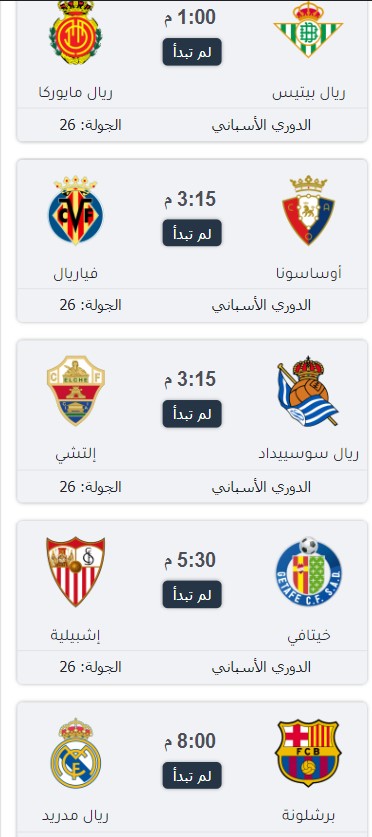 1:00 م
لم تبدأ
ريال بيتيس
ريال مايوركا
الدوري الأسباني
الجولة: 26
3:15 م
لم تبدأ
أوساسونا
فياريال
الدوري الأسباني
الجولة: 26
3:15 م
لم تبدأ
ريال سوسييداد
إلتشي
الدوري الأسباني
الجولة: 26
5:30 م
لم تبدأ
خيتافي
إشبيلية
الدوري الأسباني
الجولة: 26
8:00 م
لم تبدأ
برشلونة
ريال مدريد